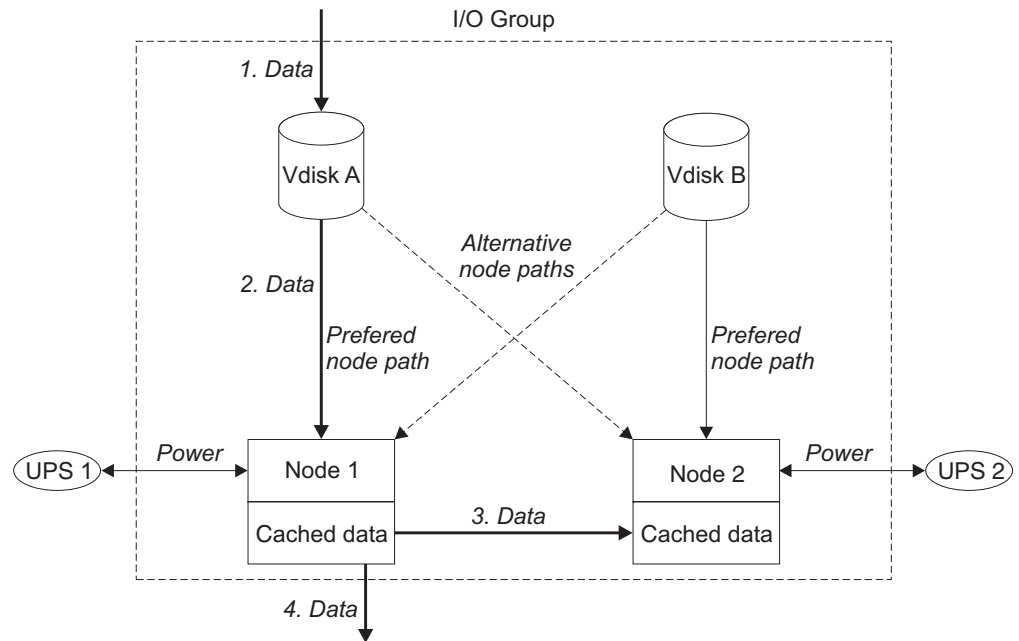 I/O Group
1. Data
Vdisk A
Vdisk B
Alternative
node paths
2. Data
Prefered
node path
Prefered
node path
UPS 1
Power
Node 1
Node 2
Power
UPS 2
Cached data
3. Data
Cached data
4. Data